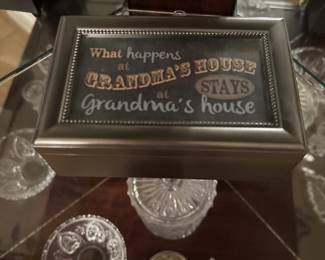 What happens
at
GRANDMA'S HOUSE
STAYS
at
Grandma's house